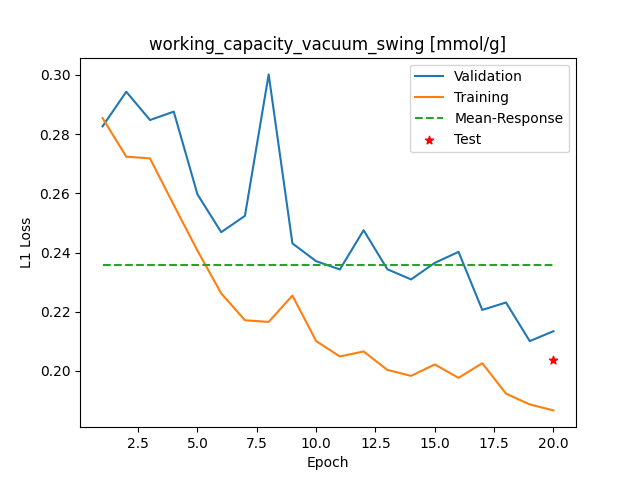 working_capacity_vacuum_swing [mmol/g]
L1 Loss
0.30
0.28
0.26
0.24
0.22
0.20
Validation
Training
Mean-Response
Test
2.5 5.0 7.5 10.0 12.5 15.0 17.5 20.0
Epoch